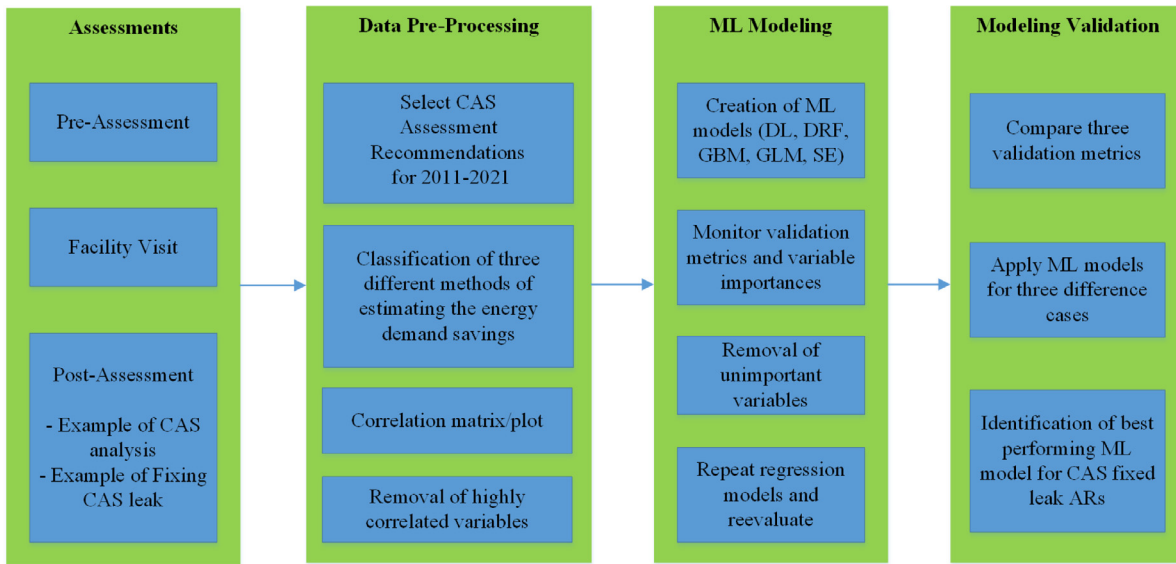 Assessments
Pre-Assessment
Facility Visit
Post-Assessment
- Example of CAS
analysis
- Example of Fixing
CAS leak
Data Pre-Processing
Select CAS
Assessment
Recommendations
for 2011-2021
Classification of three
different methods of
estimating the energy
demand savings
Correlation matrix/plot
Removal of highly
correlated variables
ML Modeling
Creation of ML
models (DL, DRF,
GBM, GLM, SE)
Monitor validation
metrics and variable
importances
Removal of
unimportant
variables
Repeat regression
models and
reevaluate
Modeling Validation
Compare three
validation metrics
Apply ML models
for three difference
cases
Identification of best
performing ML
model for CAS fixed
leak ARs